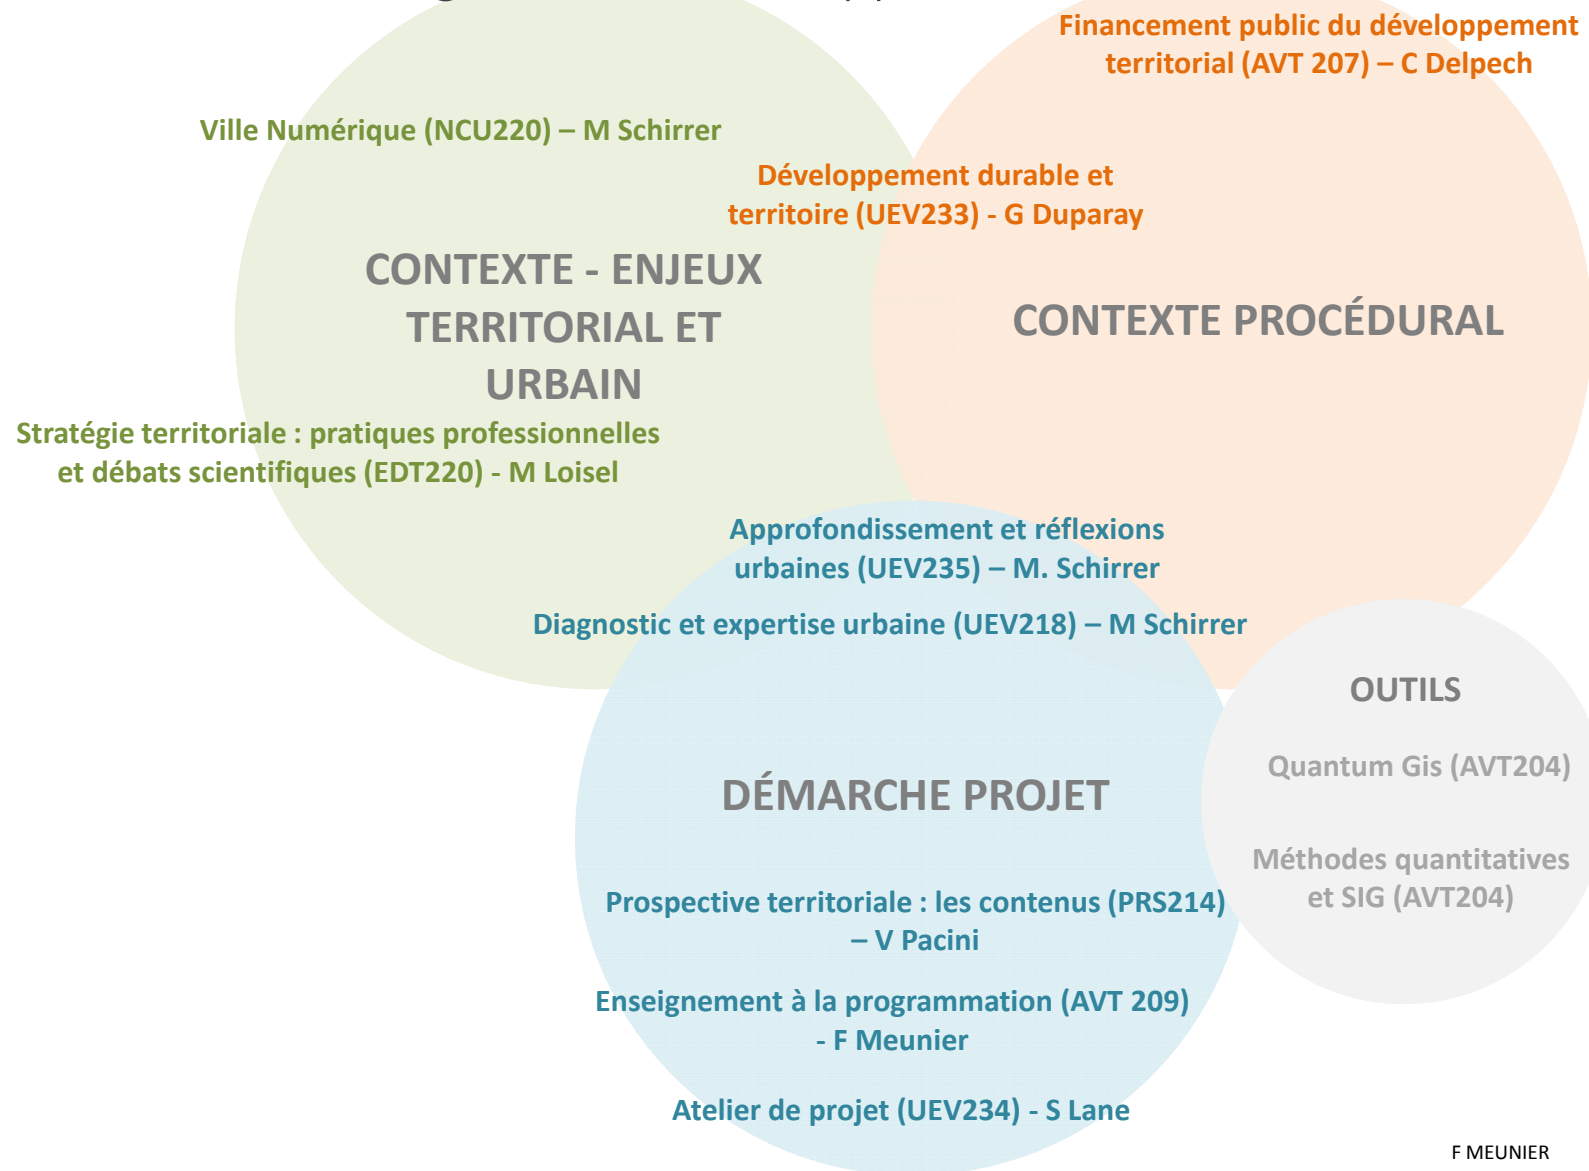 Financement public du développement
territorial (AVT 207) – C Delpech
Ville Numérique (NCU220) – M Schirrer
Développement durable et
territoire (UEV233) - G Duparay
CONTEXTE - ENJEUX
TERRITORIAL ET
URBAIN
CONTEXTE PROCÉDURAL
Stratégie territoriale : pratiques professionnelles
et débats scientifiques (EDT220) - M Loisel
Approfondissement et réflexions
urbaines (UEV235) – M. Schirrer
Diagnostic et expertise urbaine (UEV218) – M Schirrer
OUTILS
Quantum Gis (AVT204)
Méthodes quantitatives
et SIG (AVT204)
DÉMARCHE PROJET
Prospective territoriale : les contenus (PRS214)
– V Pacini
Enseignement à la programmation (AVT 209)
- F Meunier
Atelier de projet (UEV234) - S Lane
F MEUNIER